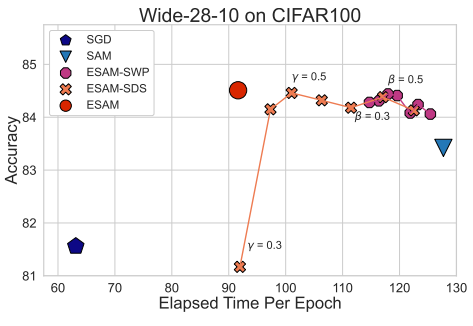 Wide-28-10 on CIFAR100
SGD
SAM
ESAM-SWP
ESAM-SDS
ESAM
γ = 0.5
β = 0.5
β = 0.3
γ = 0.3
Accuracy
85
84
83
82
81
60 70 80 90 100 110 120 130
Elapsed Time Per Epoch